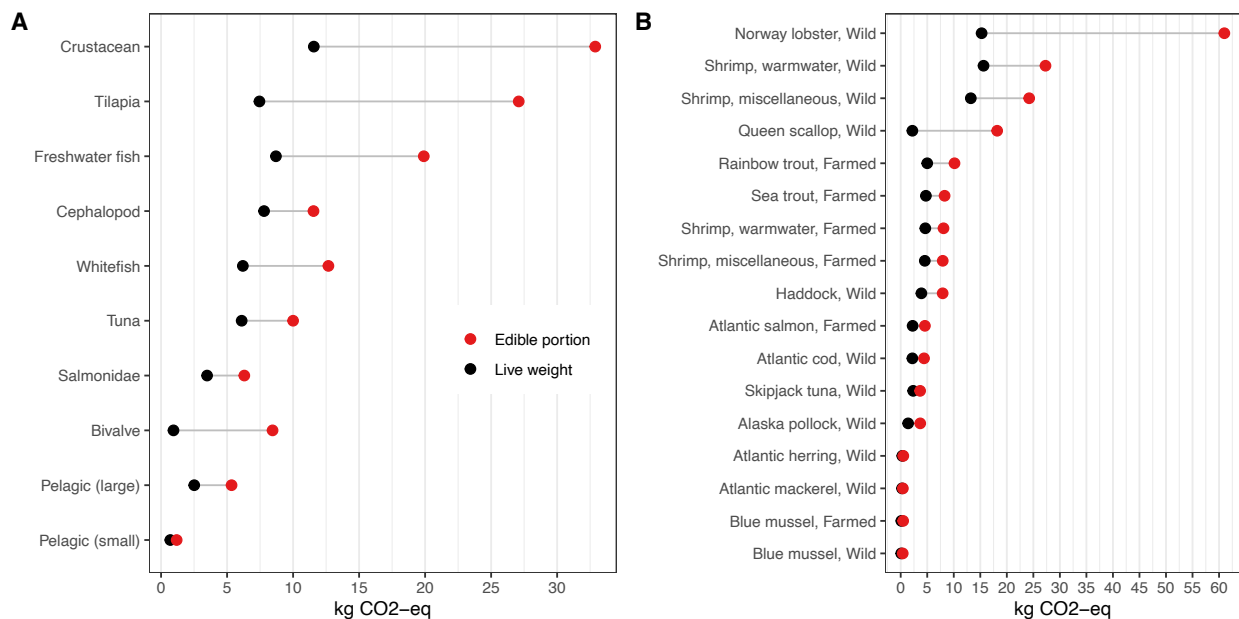 A
Crustacean
Tilapia
Freshwater fish
Cephalopod
Whitefish
Tuna
Salmonidae
Bivalve
Pelagic (large)
Pelagic (small)
Edible portion
Live weight
0 5 10 15 20 25 30
kg CO2-eq
B
Norway lobster, Wild
Shrimp, warmwater, Wild
Shrimp, miscellaneous, Wild
Queen scallop, Wild
Rainbow trout, Farmed
Sea trout, Farmed
Shrimp, warmwater, Farmed
Shrimp, miscellaneous, Farmed
Haddock, Wild
Atlantic salmon, Farmed
Atlantic cod, Wild
Skipjack tuna, Wild
Alaska pollock, Wild
Atlantic herring, Wild
Atlantic mackerel, Wild
Blue mussel, Farmed
Blue mussel, Wild
0 5 10 15 20 25 30 35 40 45 50 55 60
kg CO2-eq